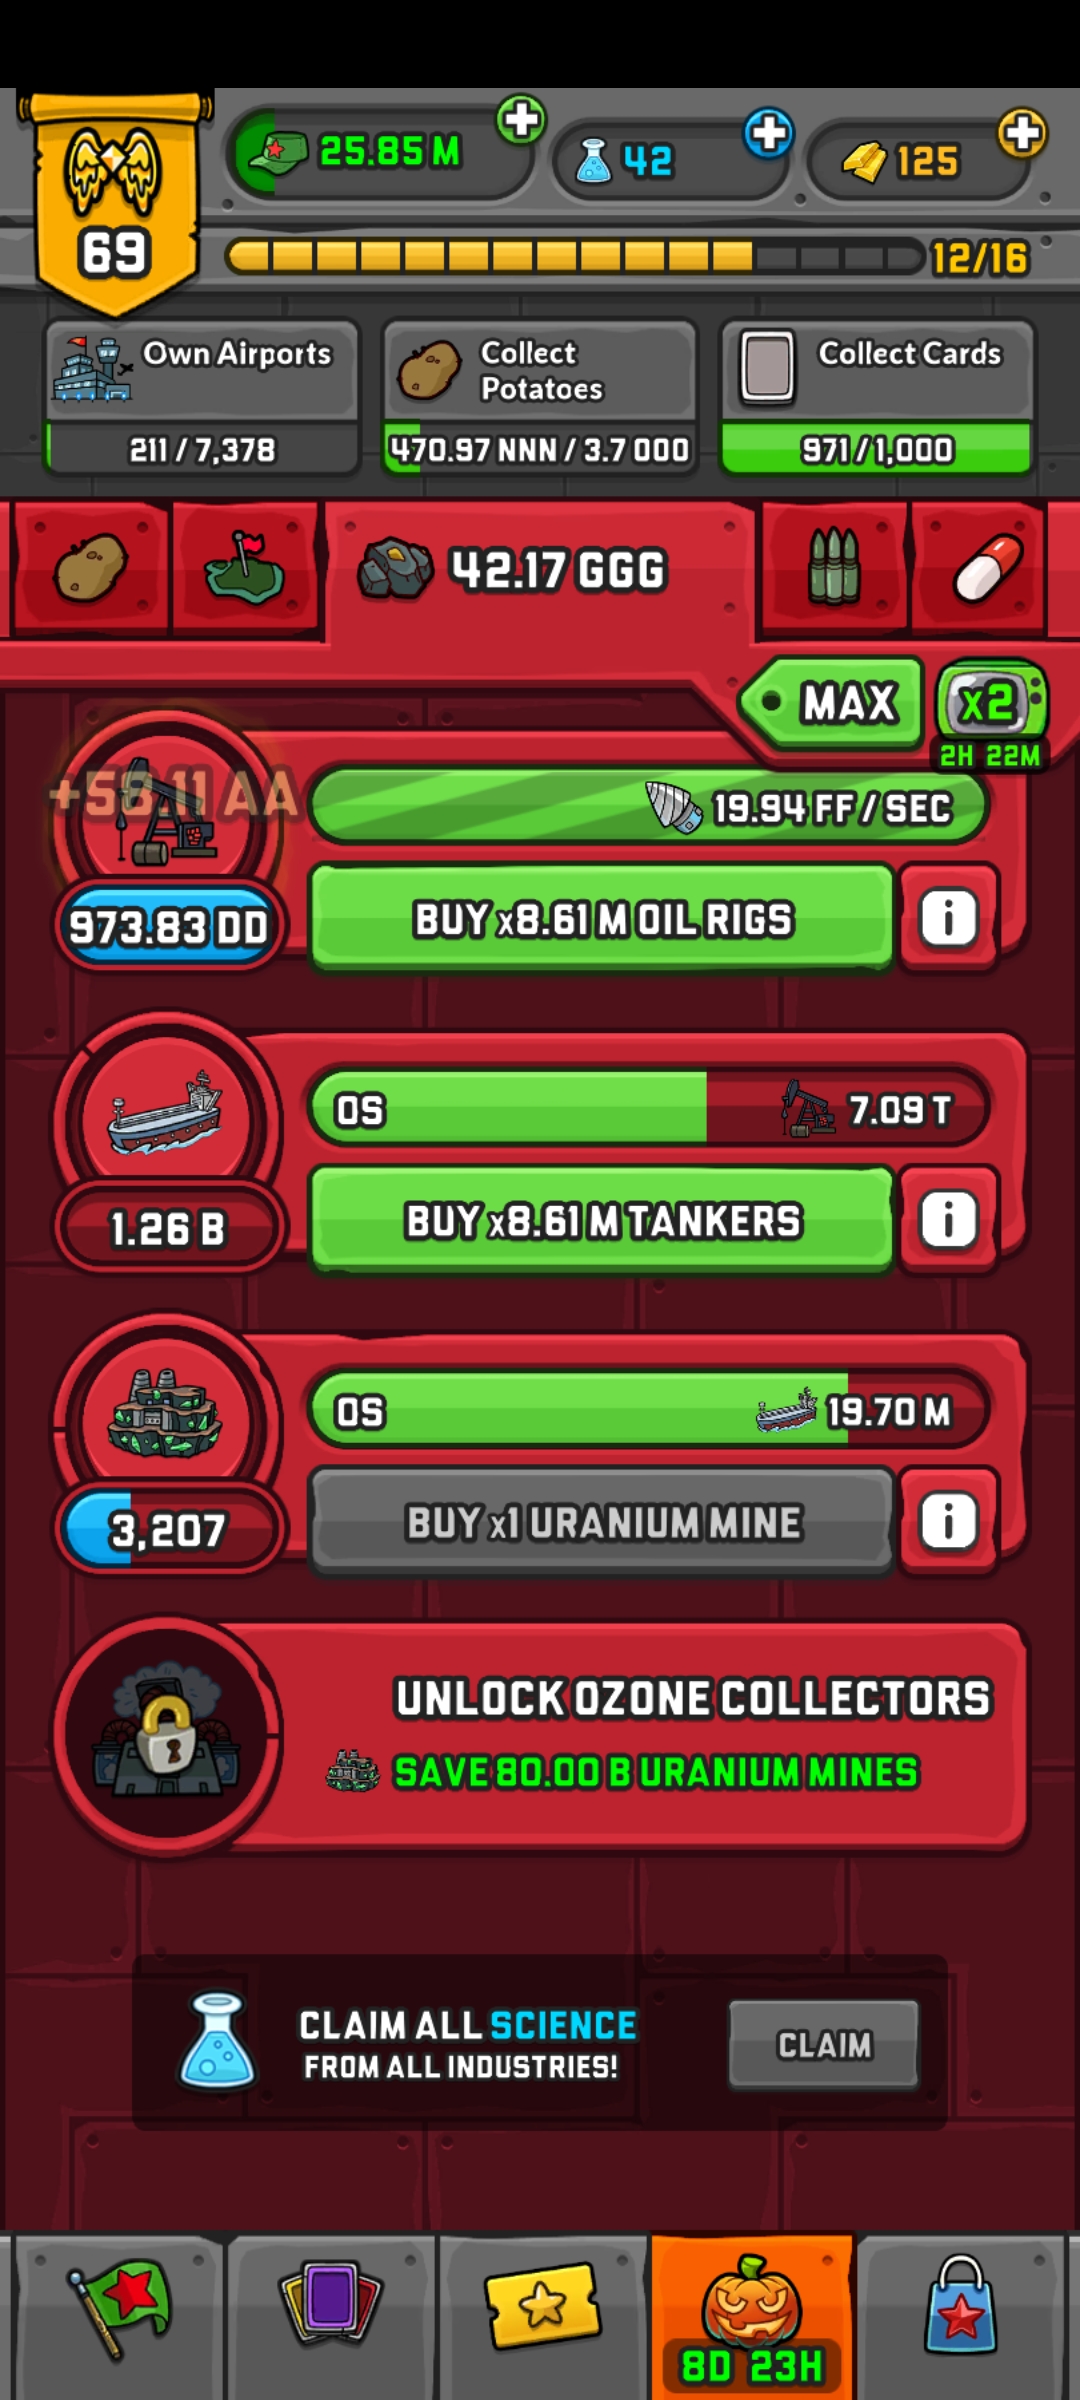 69
25.85 M
42
125
12/16
Own Airports
211 / 7,378
Collect
Potatoes
470.97 NNN / 3.7 OOO
Collect Cards
971 / 1,000
42.17 GGG
MAX
x2
2H 22M
+58.11 AA
19.94 FF / SEC
973.83 DD
BUY x8.61 M OIL RIGS
i
0S
7.09 T
1.26 B
BUY x8.61 M TANKERS
i
0S
19.70 M
3,207
BUY x1 URANIUM MINE
i
UNLOCK OZONE COLLECTORS
SAVE 80.00 B URANIUM MINES
CLAIM ALL SCIENCE
FROM ALL INDUSTRIES!
CLAIM
8D 23H